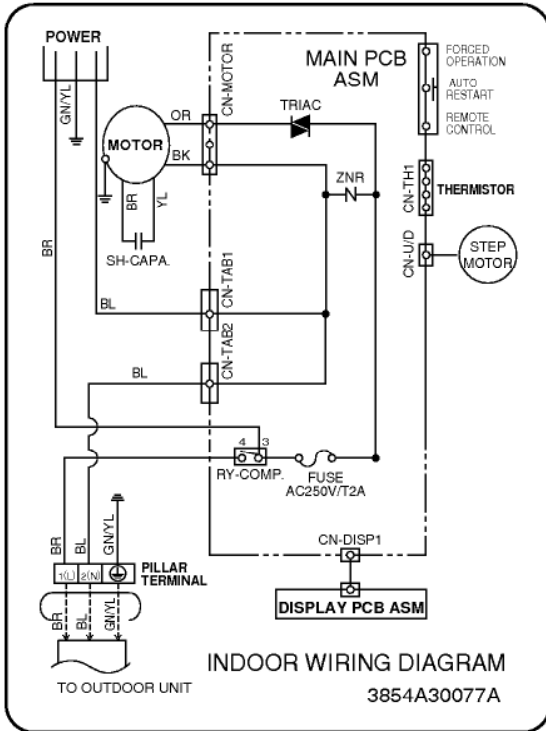 POWER
GN/YL
MOTOR
OR
BK
BR
YL
SH-CAPA.
CN-MOTOR
MAIN PCB
ASM
TRIAC
ZNR
FORCED
OPERATION
AUTO
RESTART
REMOTE
CONTROL
CN-TH1
THERMISTOR
CN-U/D
STEP
MOTOR
BR
BL
CN-TAB1
CN-TAB2
BL
4 3
RY-COMP.
FUSE
AC250V/T2A
BR
BL
GN/YL
1(L) 2(N)
PILLAR
TERMINAL
BR
BL
GN/YL
TO OUTDOOR UNIT
CN-DISP1
DISPLAY PCB ASM
INDOOR WIRING DIAGRAM
3854A30077A